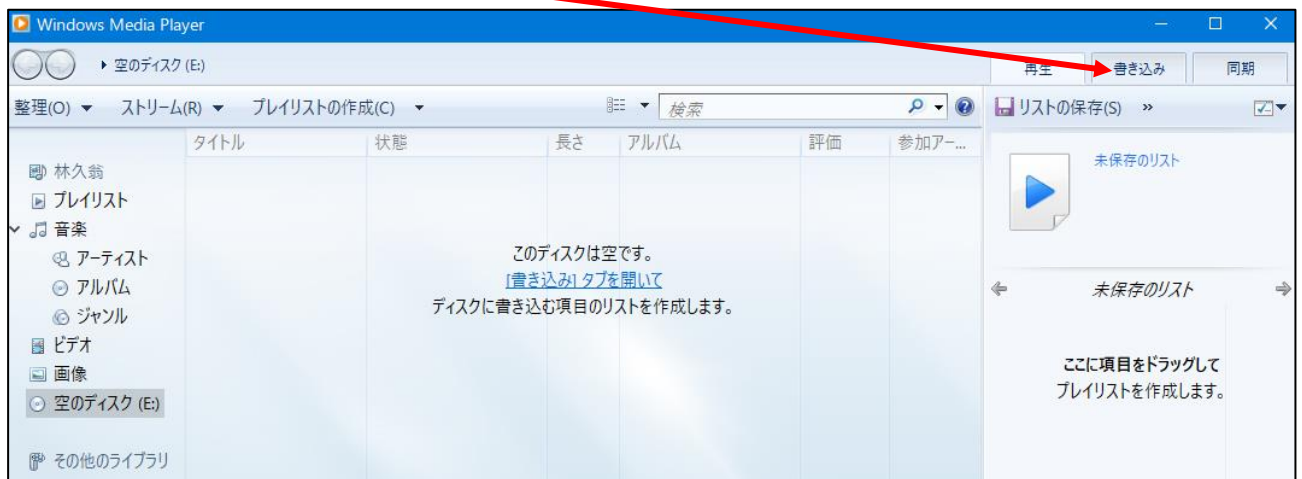 Windows Media Player
空のディスク (E:)
再生 書き込み 同期
整理(O) ストリーム(R) プレイリストの作成(C) 検索 リストの保存(S) »
タイトル 状態 長さ アルバム 評価 参加アー...
林久翁
プレイリスト
音楽
アーティスト
アルバム
ジャンル
ビデオ
画像
空のディスク (E:)
その他のライブラリ
このディスクは空です。
[書き込み] タブを開いて
ディスクに書き込む項目のリストを作成します。
未保存のリスト
未保存のリスト
ここに項目をドラッグして
プレイリストを作成します。